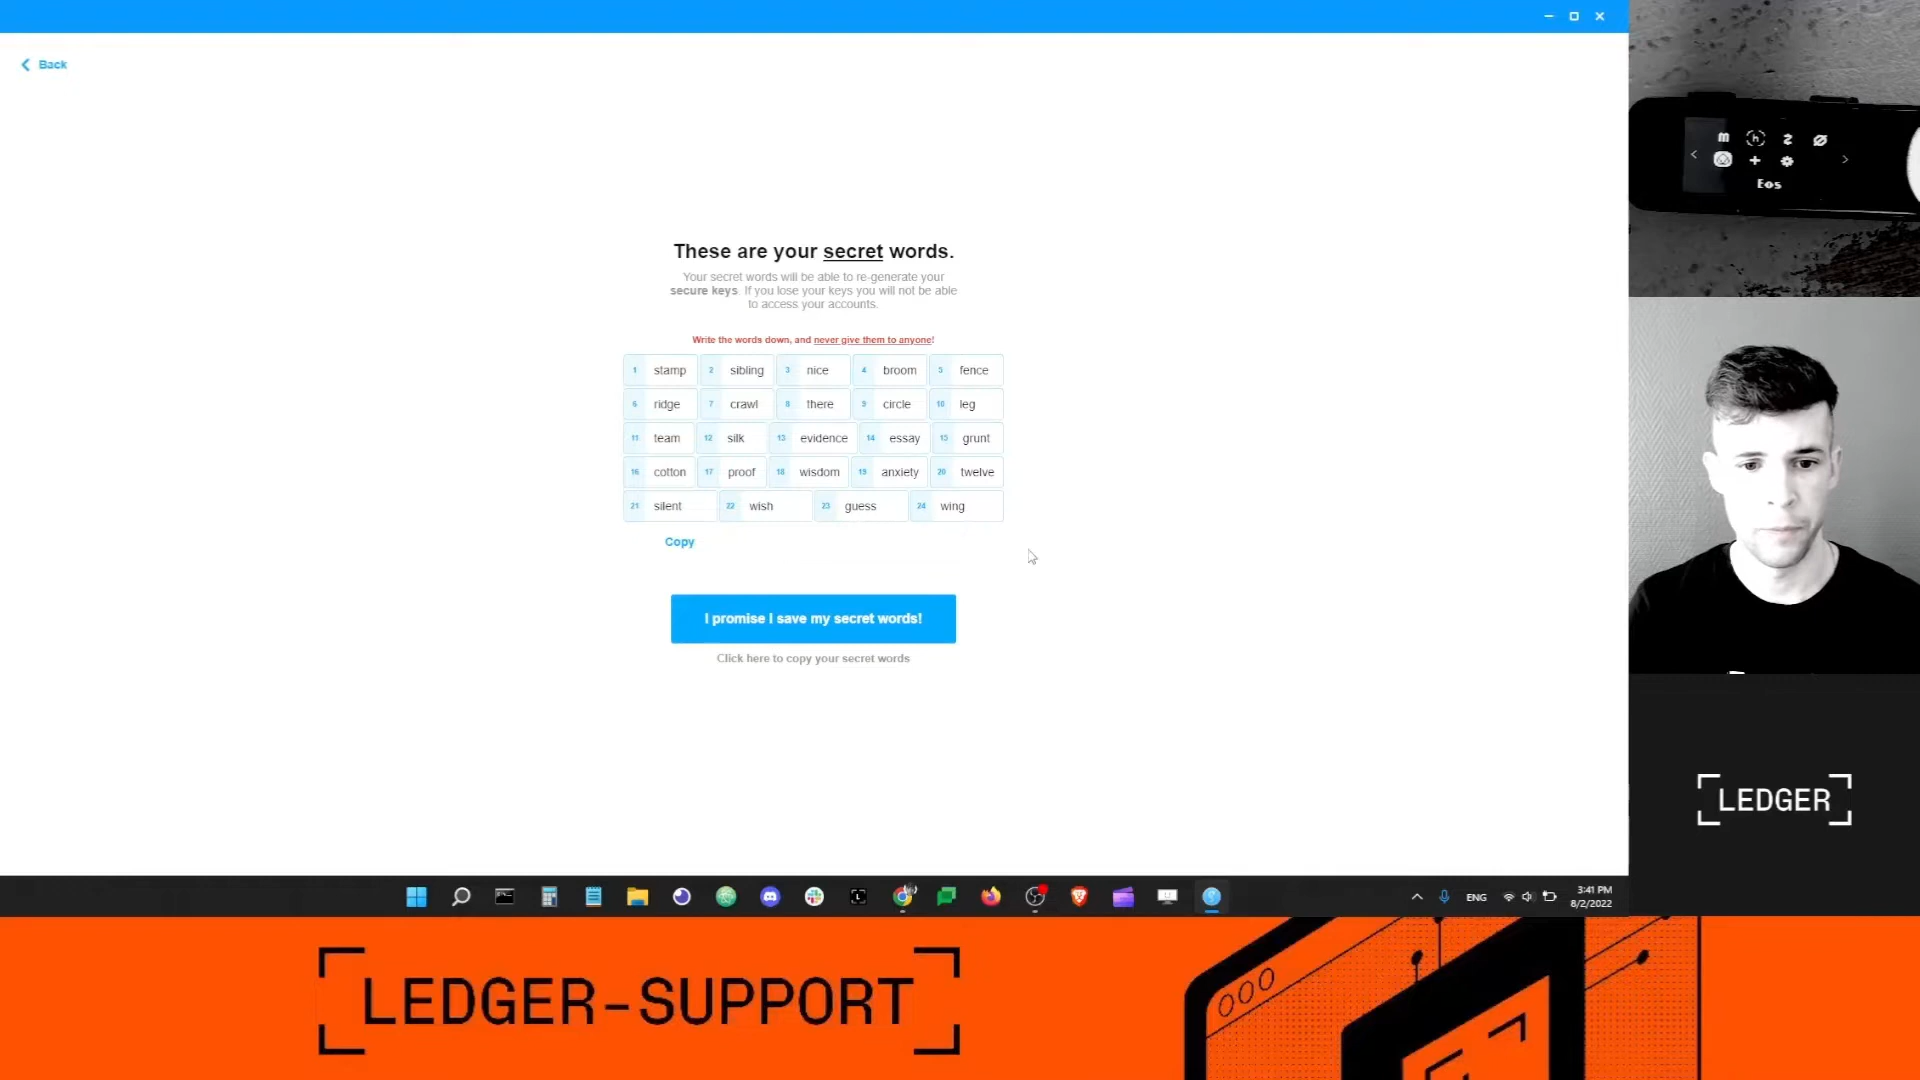 Back
These are your secret words.
Your secret words will be able to re-generate your
secure keys. If you lose your keys you will not be able
to access your accounts.
Write the words down, and never give them to anyone!
1 stamp 2 sibling 3 nice 4 broom 5 fence
6 ridge 7 crawl 8 there 9 circle 10 leg
11 team 12 silk 13 evidence 14 essay 15 grunt
16 cotton 17 proof 18 wisdom 19 anxiety 20 twelve
21 silent 22 wish 23 guess 24 wing
Copy
I promise I save my secret words!
Click here to copy your secret words
Eos
LEDGER
ENG
3:41 PM
8/2/2022
LEDGER-SUPPORT